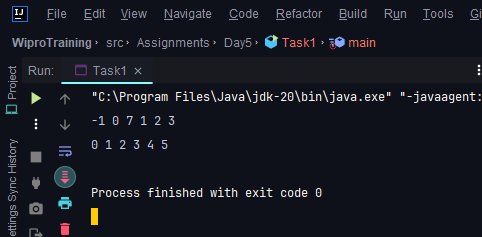 File Edit View Navigate Code Refactor Build Run Tools
WiproTraining src Assignments Day5 Task1 main
Run: Task1
Project
"C:\Program Files\Java\jdk-20\bin\java.exe" "-javaagent:
-1 0 7 1 2 3
0 1 2 3 4 5
Process finished with exit code 0
Settings Sync History